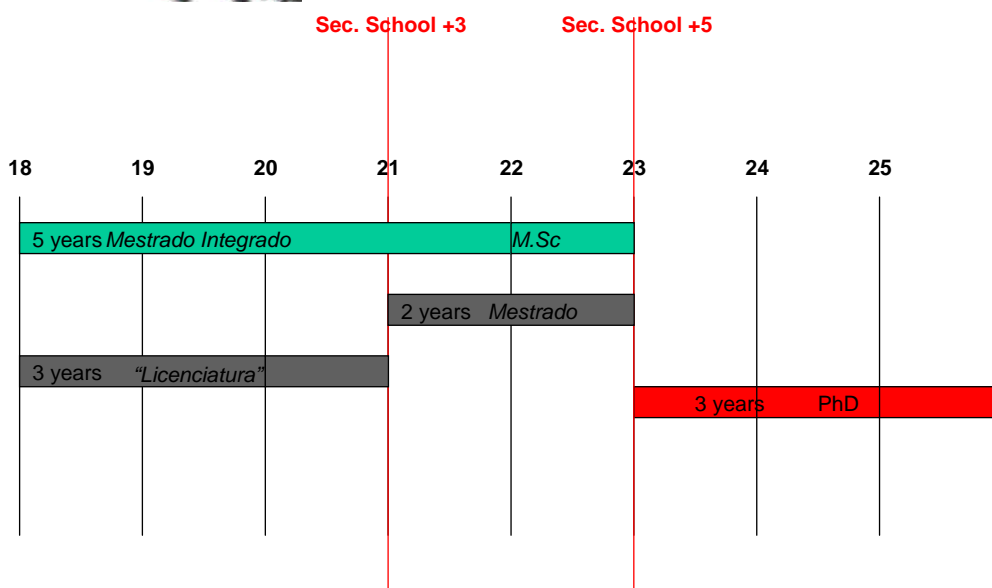 Sec. School +3 Sec. School +5
18 19 20 21 22 23 24 25
5 years Mestrado Integrado M.Sc
2 years Mestrado
3 years “Licenciatura”
3 years PhD